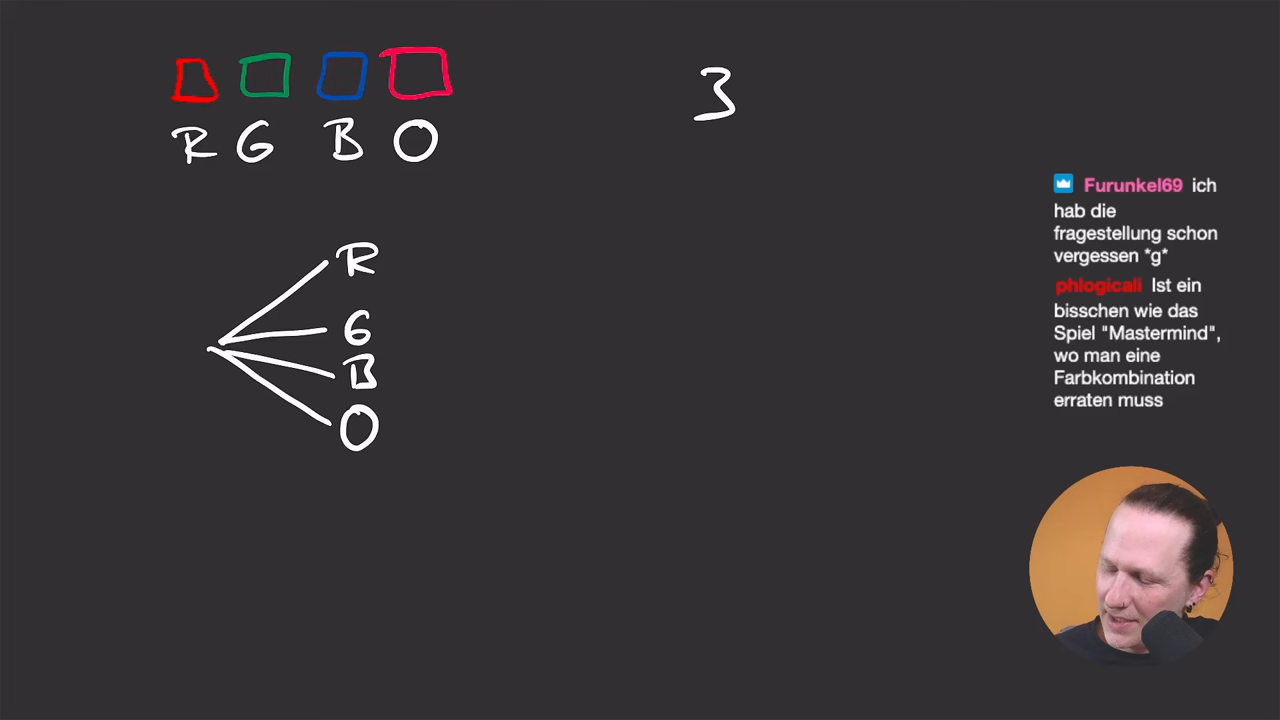 R G B O
3
R
G
B
O
Furunkel69 ich
hab die
fragestellung schon
vergessen *g*
phlogicali Ist ein
bisschen wie das
Spiel "Mastermind",
wo man eine
Farbkombination
erraten muss